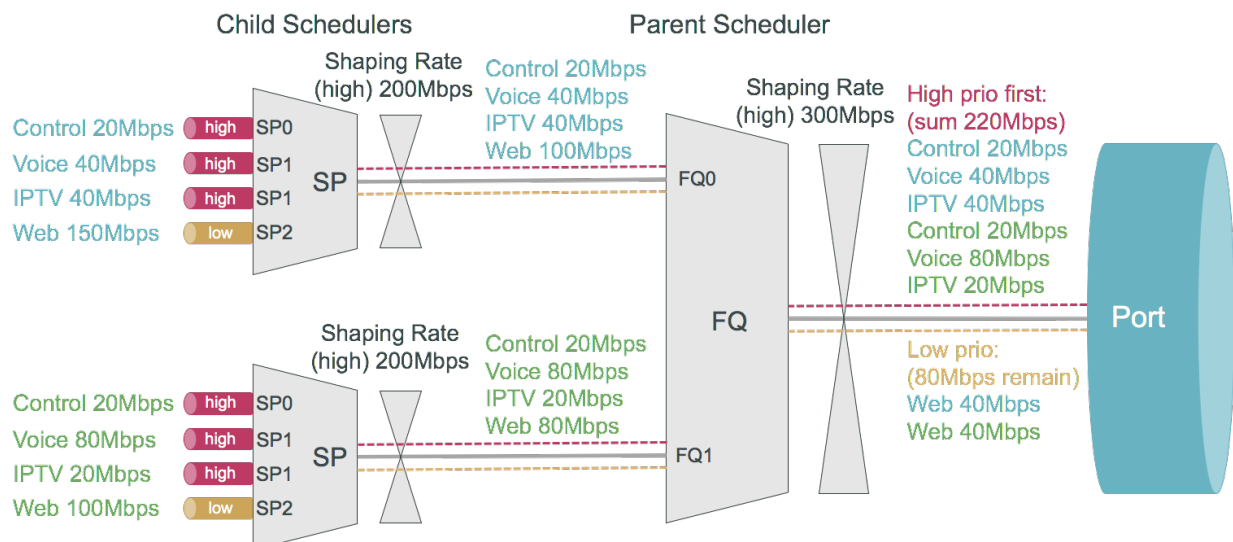 Child Schedulers
Parent Scheduler
Shaping Rate
(high) 200Mbps
Control 20Mbps
Voice 40Mbps
IPTV 40Mbps
Web 100Mbps
Shaping Rate
(high) 300Mbps
High prio first:
(sum 220Mbps)
Control 20Mbps
Voice 40Mbps
IPTV 40Mbps
Control 20Mbps
Voice 80Mbps
IPTV 20Mbps
Control 20Mbps
high
SP0
Voice 40Mbps
high
SP1
IPTV 40Mbps
high
SP1
Web 150Mbps
low
SP2
SP
FQ0
FQ
Port
Shaping Rate
(high) 200Mbps
Control 20Mbps
Voice 80Mbps
IPTV 20Mbps
Web 80Mbps
Low prio:
(80Mbps remain)
Web 40Mbps
Web 40Mbps
Control 20Mbps
high
SP0
Voice 80Mbps
high
SP1
IPTV 20Mbps
high
SP1
Web 100Mbps
low
SP2
SP
FQ1